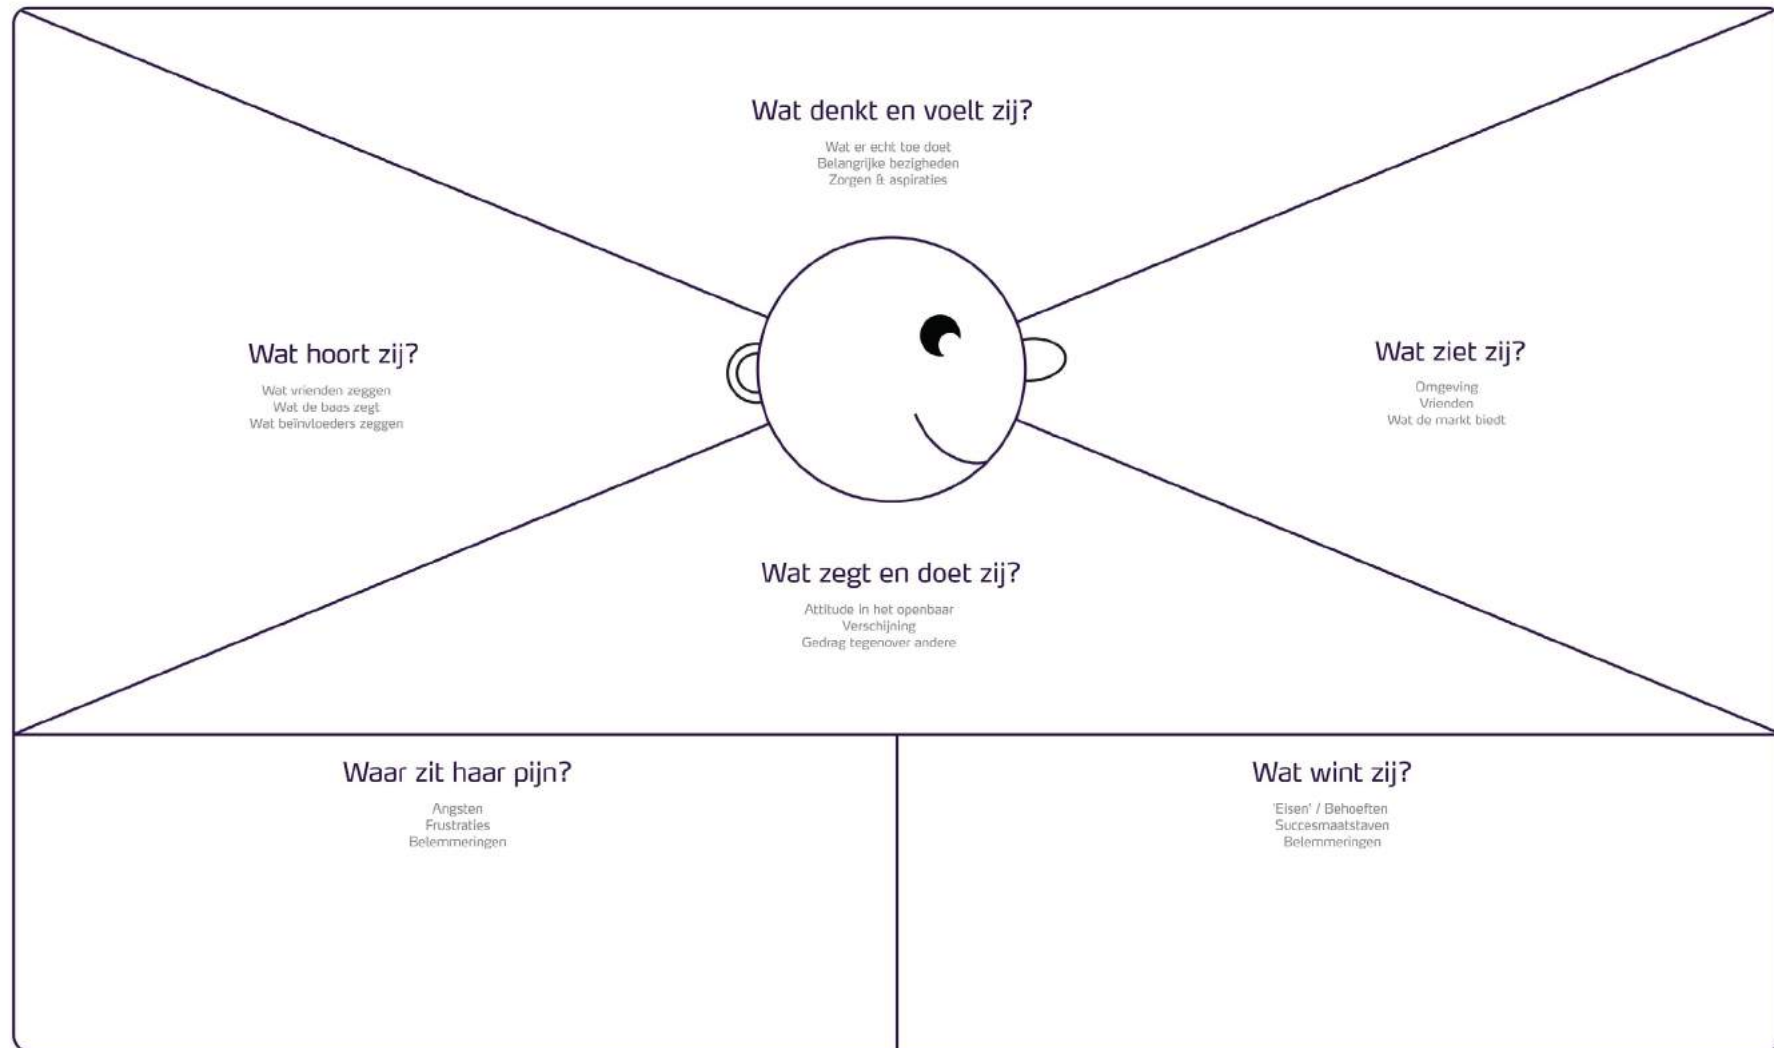 Wat denkt en voelt zij?
Wat er echt toe doet
Belangrijke bezigheden
Zorgen & aspiraties
Wat hoort zij?
Wat vrienden zeggen
Wat de baas zegt
Wat beïnvloeders zeggen
Wat ziet zij?
Omgeving
Vrienden
Wat de markt biedt
Wat zegt en doet zij?
Attitude in het openbaar
Verschijning
Gedrag tegenover andere
Waar zit haar pijn?
Angsten
Frustraties
Belemmeringen
Wat wint zij?
'Eisen' / Behoeften
Succesmaatstaven
Belemmeringen